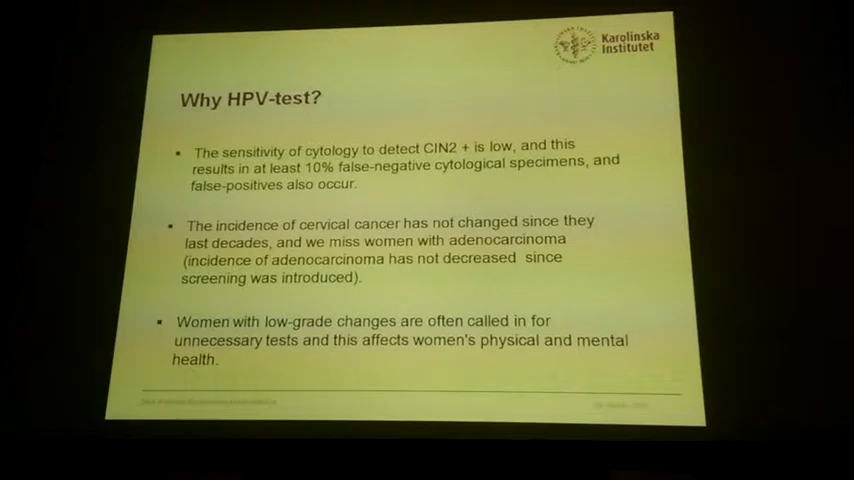 Karolinska
Institutet
Why HPV-test?
▪ The sensitivity of cytology to detect CIN2 + is low, and this
results in at least 10% false-negative cytological specimens, and
false-positives also occur.
▪ The incidence of cervical cancer has not changed since they
last decades, and we miss women with adenocarcinoma
(incidence of adenocarcinoma has not decreased since
screening was introduced).
▪ Women with low-grade changes are often called in for
unnecessary tests and this affects women's physical and mental
health.